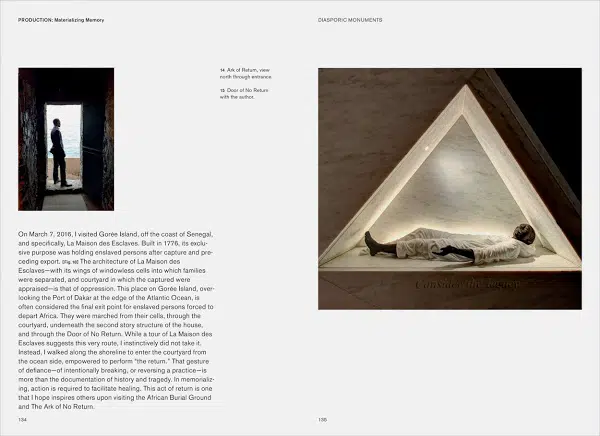 PRODUCTION: Materializing Memory
DIASPORIC MONUMENTS
14 Ark of Return, view
north through entrance.
15 Door of No Return
with the author.
On March 7, 2016, I visited Gorée Island, off the coast of Senegal,
and specifically, La Maison des Esclaves. Built in 1776, its exclu-
sive purpose was holding enslaved persons after capture and pre-
ceding export. The architecture of La Maison des
Esclaves—with its wings of windowless cells into which families
were separated, and courtyard in which the captured were
appraised—is that of oppression. This place on Gorée Island, over-
looking the Port of Dakar at the edge of the Atlantic Ocean, is
often considered the final exit point for enslaved persons forced to
depart Africa. They were marched from their cells, through the
courtyard, underneath the second story structure of the house,
and through the Door of No Return. While a tour of La Maison des
Esclaves suggests this very route, I instinctively did not take it.
Instead, I walked along the shoreline to enter the courtyard from
the ocean side, empowered to perform “the return.” That gesture
of defiance—of intentionally breaking, or reversing a practice—is
more than the documentation of history and tragedy. In memorializ-
ing, action is required to facilitate healing. This act of return is one
that I hope inspires others upon visiting the African Burial Ground
and The Ark of No Return.
134
135